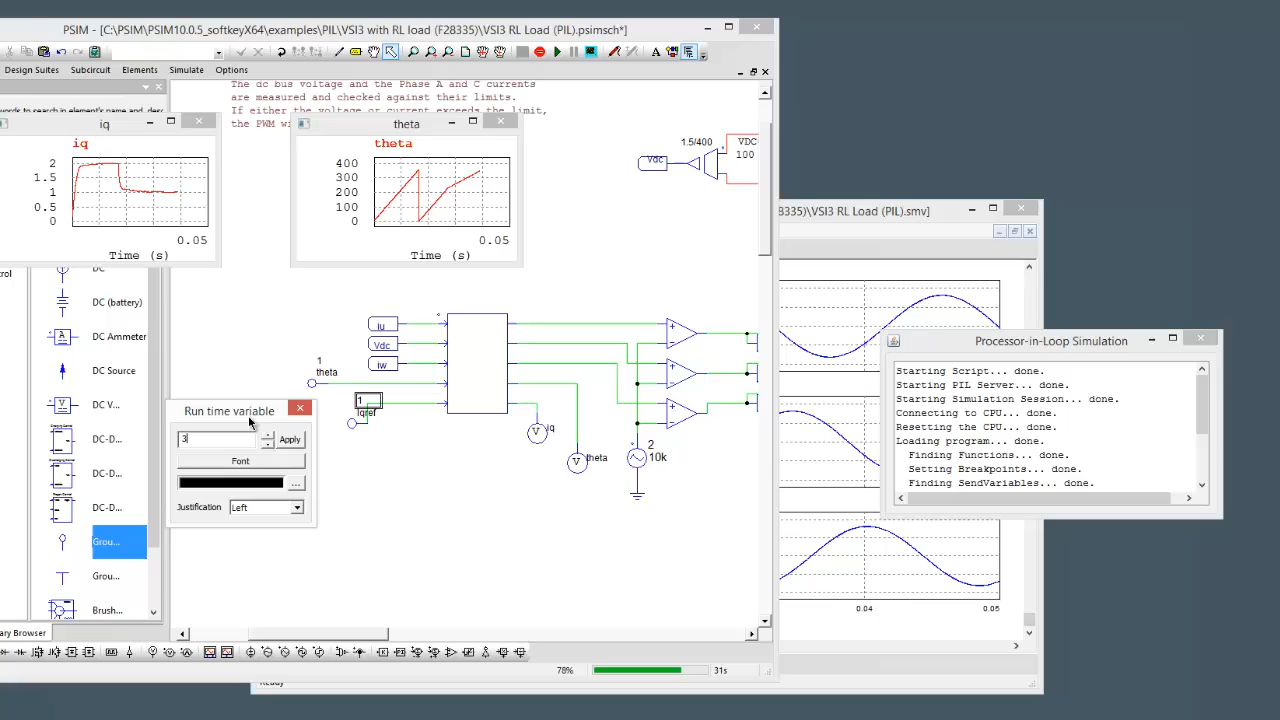 PSIM - [C:\PSIM\PSIM10.0.5_softkeyX64\examples\PIL\VSI3 with RL load (F28335)\VSI3 RL Load (PIL).psimsch*]
Design Suites Subcircuit Elements Simulate Options
The dc bus voltage and the Phase A and C currents
are measured and checked against their limits.
If either the voltage or current exceeds the limit,
the PWM wi
iq
iq
2
1.5
1
0.5
0
0.05
Time (s)
theta
theta
400
300
200
100
0
0.05
Time (s)
1.5/400
Vdc
VDC
100
8335)\VSI3 RL Load (PIL).smv]
DC
DC (battery)
DC Ammeter
DC Source
DC V...
DC-D...
DC-D...
DC-D...
Grou...
Grou...
Brush...
ary Browser
iu
Vdc
iw
1
theta
1
Iqref
V
iq
V
theta
2
10k
Run time variable
3
Apply
Font
...
Justification Left
Processor-in-Loop Simulation
Starting Script... done.
Starting PIL Server... done.
Starting Simulation Session... done.
Connecting to CPU... done.
Resetting the CPU... done.
Loading program... done.
Finding Functions... done.
Setting Breakpoints... done.
Finding SendVariables... done.
0.04
0.05
78%
31s
Ready